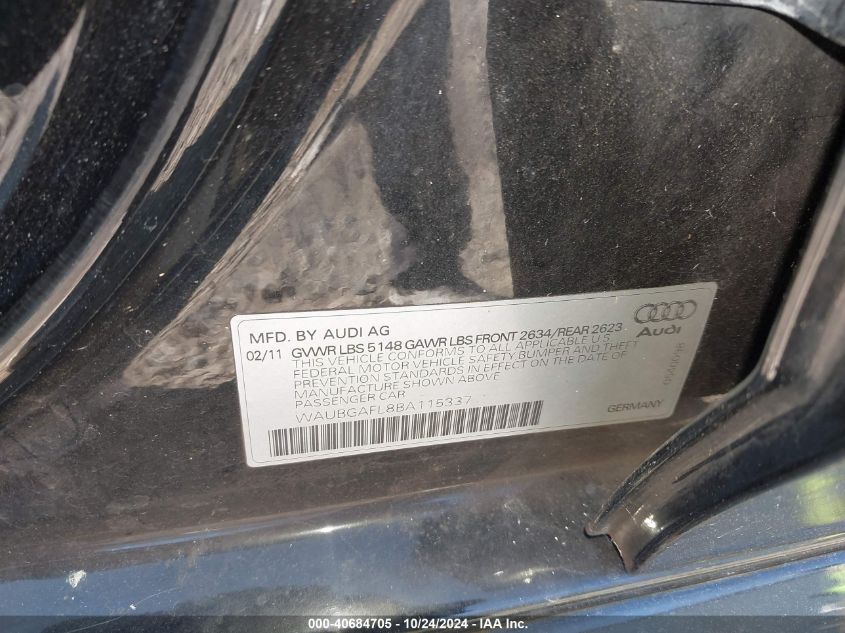 MFD. BY AUDI AG
02/11 GVWR LBS 5148 GAWR LBS FRONT 2634/REAR 2623
THIS VEHICLE CONFORMS TO ALL APPLICABLE U.S.
FEDERAL MOTOR VEHICLE SAFETY BUMPER AND THEFT
PREVENTION STANDARDS IN EFFECT ON THE DATE OF
MANUFACTURE SHOWN ABOVE
PASSENGER CAR
WAUBGAFL8BA115337
Audi
GERMANY
000-40684705 - 10/24/2024 - IAA Inc.